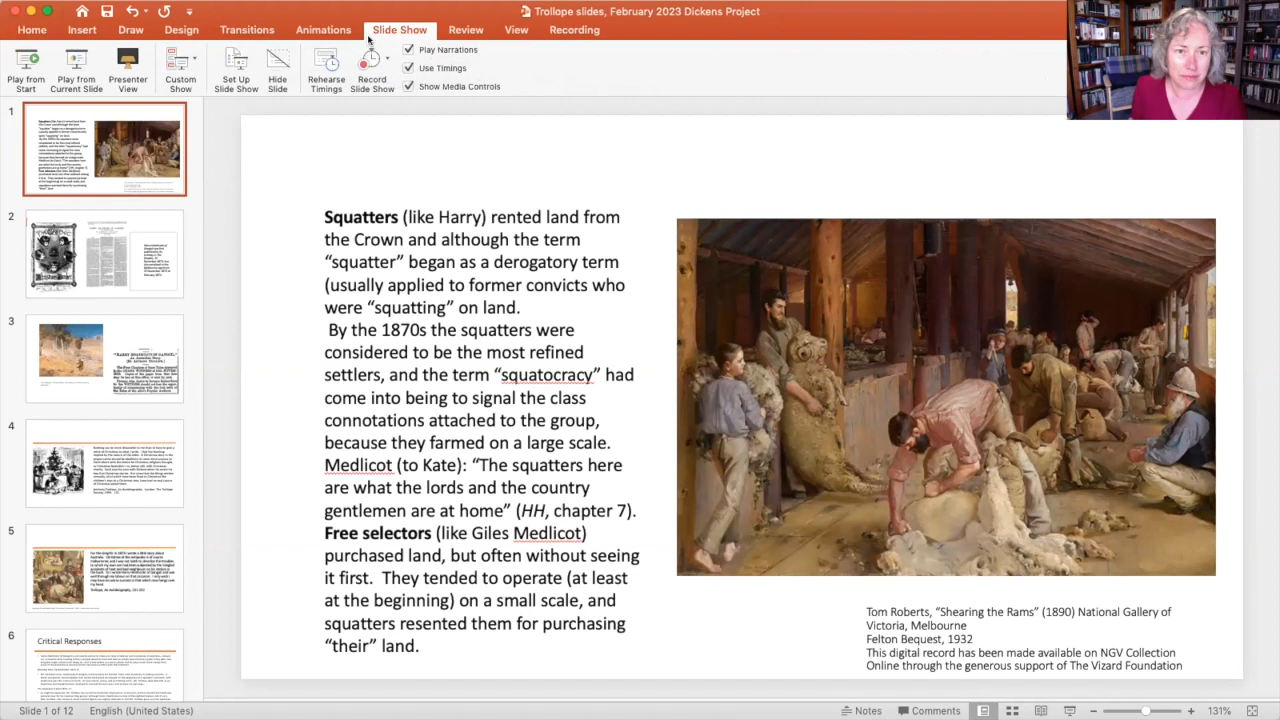 Trollope slides, February 2023 Dickens Project
Home Insert Draw Design Transitions Animations Slide Show Review View Recording
Play from Start
Play from Current Slide
Presenter View
Custom Show
Set Up Slide Show
Hide Slide
Rehearse Timings
Record Slide Show
Play Narrations
Use Timings
Show Media Controls
1
2
3
4
5
6
Critical Responses
Squatters (like Harry) rented land from
the Crown and although the term
“squatter” began as a derogatory term
(usually applied to former convicts who
were “squatting” on land.
By the 1870s the squatters were
considered to be the most refined
settlers, and the term “squatocracy” had
come into being to signal the class
connotations attached to the group,
because they farmed on a large scale.
Medlicot (to Kate): “The squatters here
are what the lords and the country
gentlemen are at home” (HH, chapter 7).
Free selectors (like Giles Medlicot)
purchased land, but often without seeing
it first.  They tended to operate (at least
at the beginning) on a small scale, and
squatters resented them for purchasing
“their” land.
Tom Roberts, “Shearing the Rams” (1890) National Gallery of
Victoria, Melbourne
Felton Bequest, 1932
This digital record has been made available on NGV Collection
Online through the generous support of The Vizard Foundation
Slide 1 of 12 English (United States) Notes Comments 131%